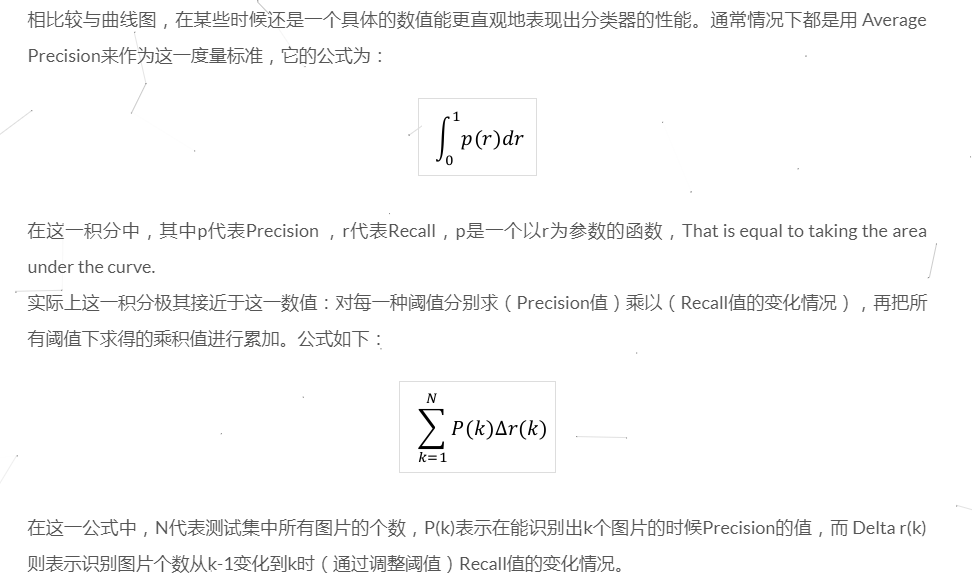 相比较与曲线图，在某些时候还是一个具体的数值能更直观地表现出分类器的性能。通常情况下都是用 Average
Precision来作为这一度量标准，它的公式为：
∫₀¹ p(r)dr
在这一积分中，其中p代表Precision ，r代表Recall，p是一个以r为参数的函数，That is equal to taking the area
under the curve.
实际上这一积分极其接近于这一数值：对每一种阈值分别求（Precision值）乘以（Recall值的变化情况），再把所
有阈值下求得的乘积值进行累加。公式如下：
N
∑ P(k)Δr(k)
k=1
在这一公式中，N代表测试集中所有图片的个数，P(k)表示在能识别出k个图片的时候Precision的值，而 Delta r(k)
则表示识别图片个数从k-1变化到k时（通过调整阈值）Recall值的变化情况。